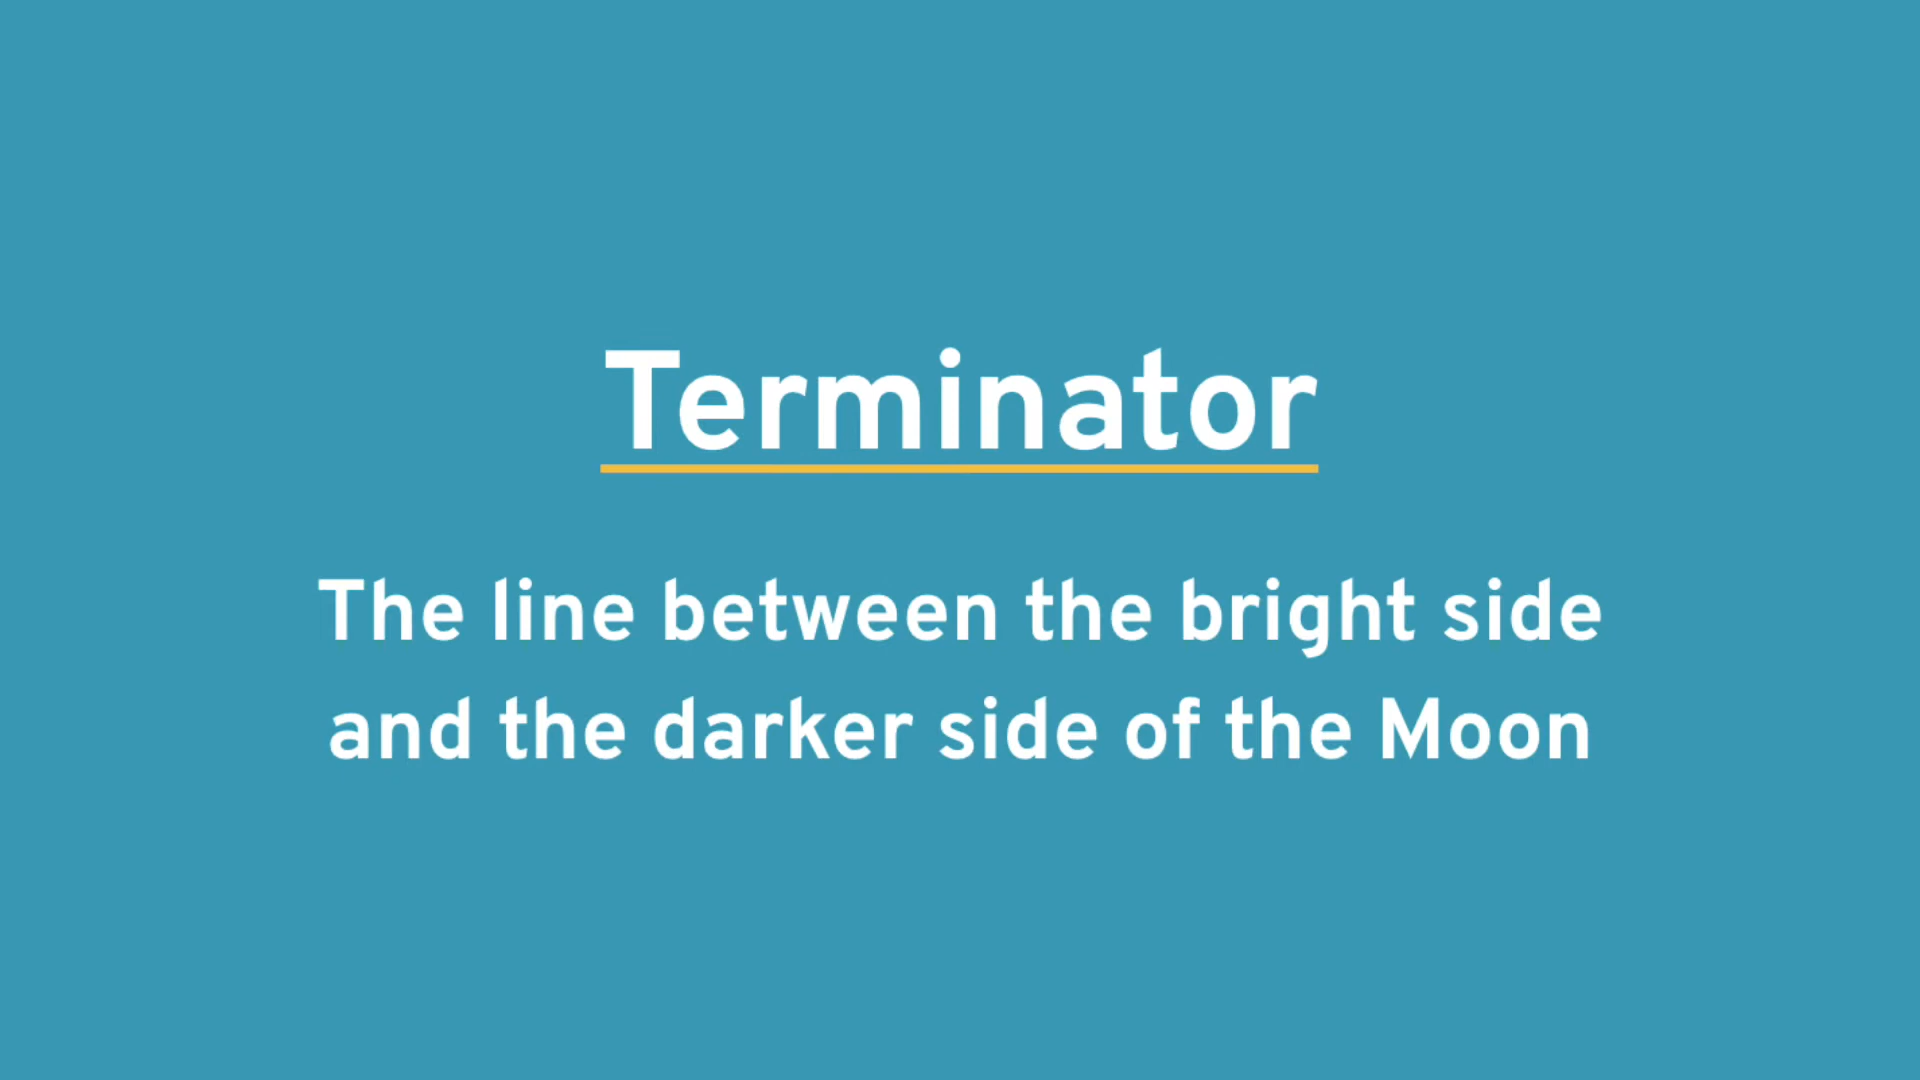 Terminator
The line between the bright side
and the darker side of the Moon